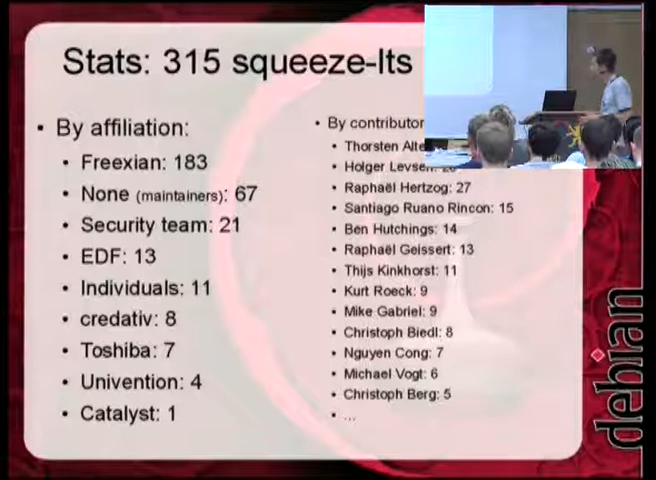 Stats: 315 squeeze-lts
• By affiliation:
• Freexian: 183
• None (maintainers): 67
• Security team: 21
• EDF: 13
• Individuals: 11
• credativ: 8
• Toshiba: 7
• Univention: 4
• Catalyst: 1
• By contributor
• Thorsten
• Holger Levsen:
• Raphaël Hertzog: 27
• Santiago Ruano Rincon: 15
• Ben Hutchings: 14
• Raphaël Geissert: 13
• Thijs Kinkhorst: 11
• Kurt Roeck: 9
• Mike Gabriel: 9
• Christoph Biedl: 8
• Nguyen Cong: 7
• Michael Vogt: 6
• Christoph Berg: 5
• ...
debian